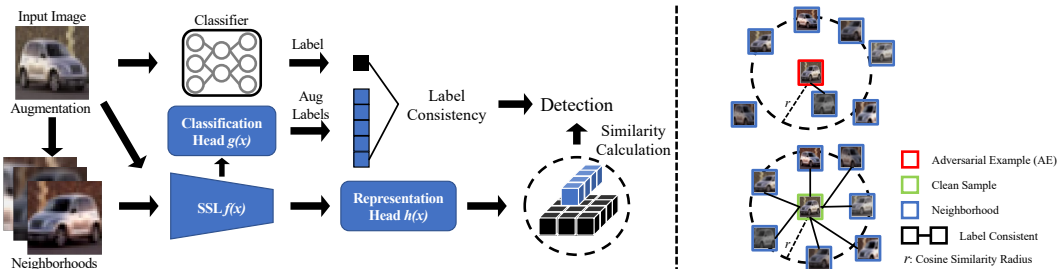 Input Image
Augmentation
Neighborhoods
Classifier
Label
Aug
Labels
Classification
Head g(x)
SSL f(x)
Representation
Head h(x)
Label
Consistency
Detection
Similarity
Calculation
r
r
Adversarial Example (AE)
Clean Sample
Neighborhood
Label Consistent
r: Cosine Similarity Radius